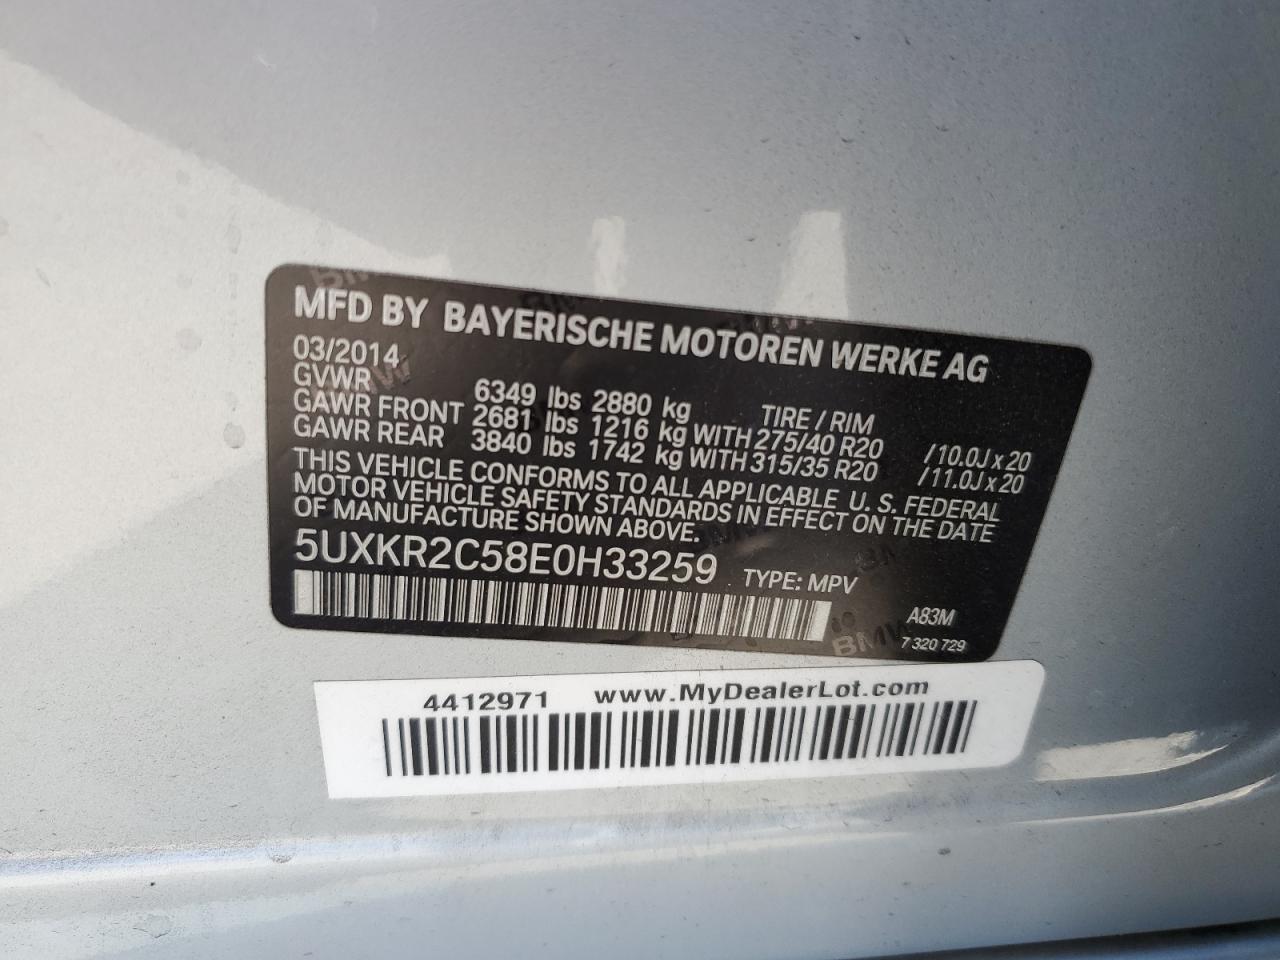 MFD BY BAYERISCHE MOTOREN WERKE AG
03/2014
GVWR 6349 lbs 2880 kg TIRE / RIM
GAWR FRONT 2681 lbs 1216 kg WITH 275/40 R20 /10.0J x 20
GAWR REAR 3840 lbs 1742 kg WITH 315/35 R20 /11.0J x 20
THIS VEHICLE CONFORMS TO ALL APPLICABLE U. S. FEDERAL
MOTOR VEHICLE SAFETY STANDARDS IN EFFECT ON THE DATE
OF MANUFACTURE SHOWN ABOVE.
5UXKR2C58E0H33259 TYPE: MPV
A83M
BMW
7 320 729
4412971 www.MyDealerLot.com